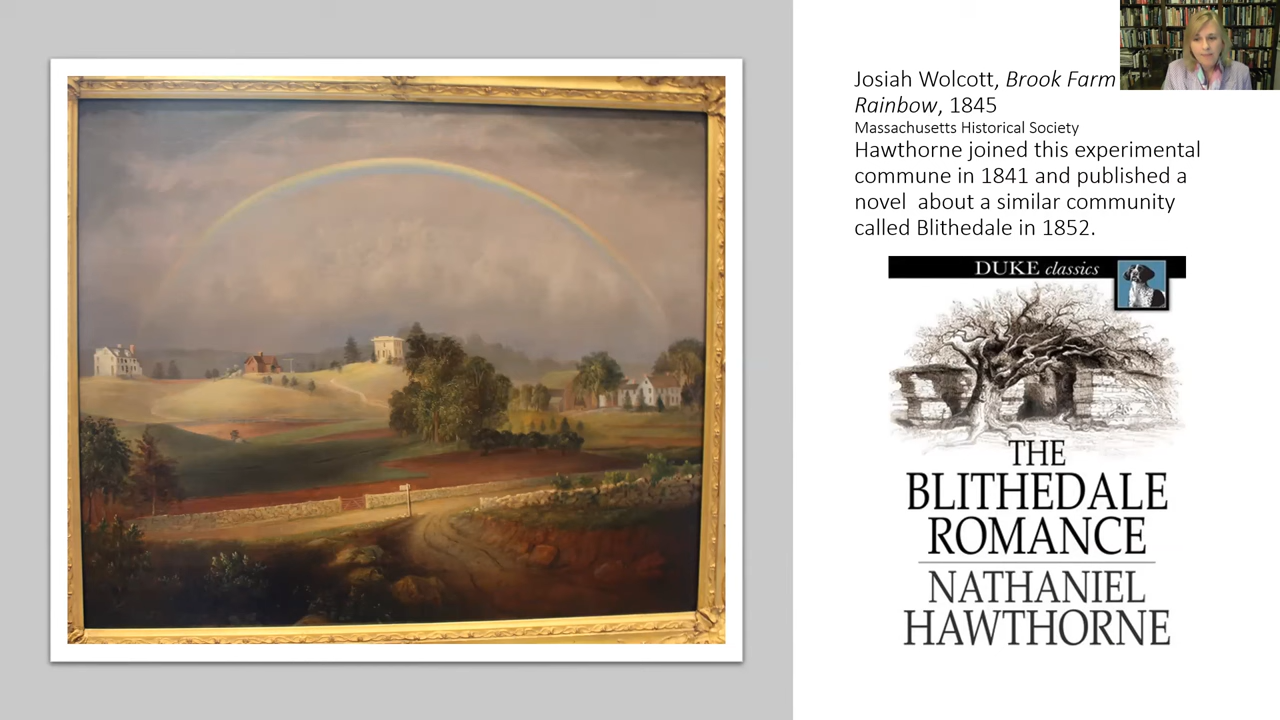 Josiah Wolcott, Brook Farm
Rainbow, 1845
Massachusetts Historical Society
Hawthorne joined this experimental
commune in 1841 and published a
novel about a similar community
called Blithedale in 1852.
DUKE classics
THE
BLITHEDALE
ROMANCE
NATHANIEL
HAWTHORNE